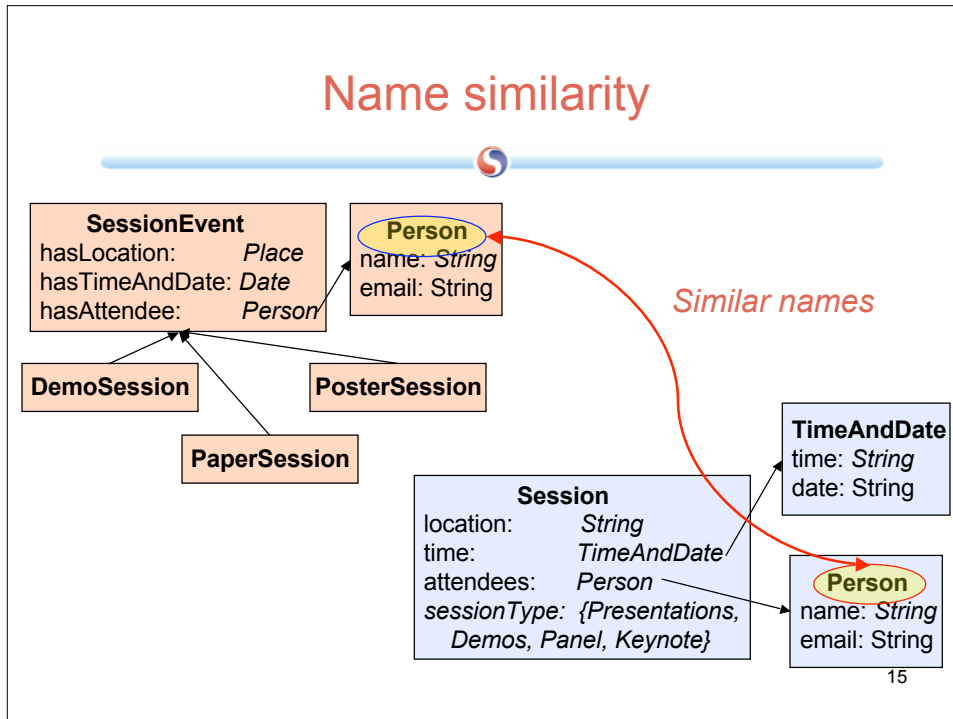 Name similarity
SessionEvent
hasLocation: Place
hasTimeAndDate: Date
hasAttendee: Person
Person
name: String
email: String
Similar names
DemoSession
PosterSession
PaperSession
TimeAndDate
time: String
date: String
Session
location: String
time: TimeAndDate
attendees: Person
sessionType: {Presentations,
Demos, Panel, Keynote}
Person
name: String
email: String
15